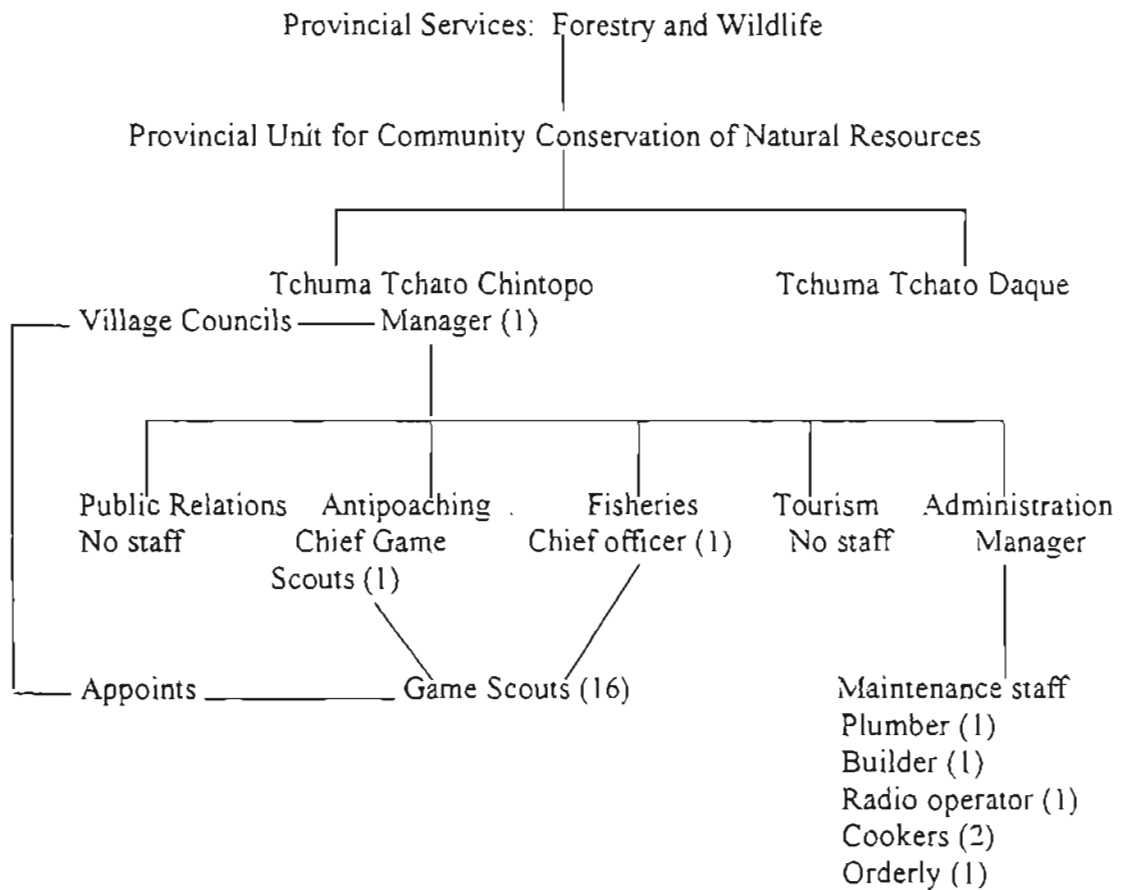 Provincial Services: Forestry and Wildlife
Provincial Unit for Community Conservation of Natural Resources
Tchuma Tchato Chintopo
Tchuma Tchato Daque
Village Councils
Manager (1)
Public Relations
No staff
Antipoaching
Chief Game
Scouts (1)
Fisheries
Chief officer (1)
Tourism
No staff
Administration
Manager
Appoints
Game Scouts (16)
Maintenance staff
Plumber (1)
Builder (1)
Radio operator (1)
Cookers (2)
Orderly (1)